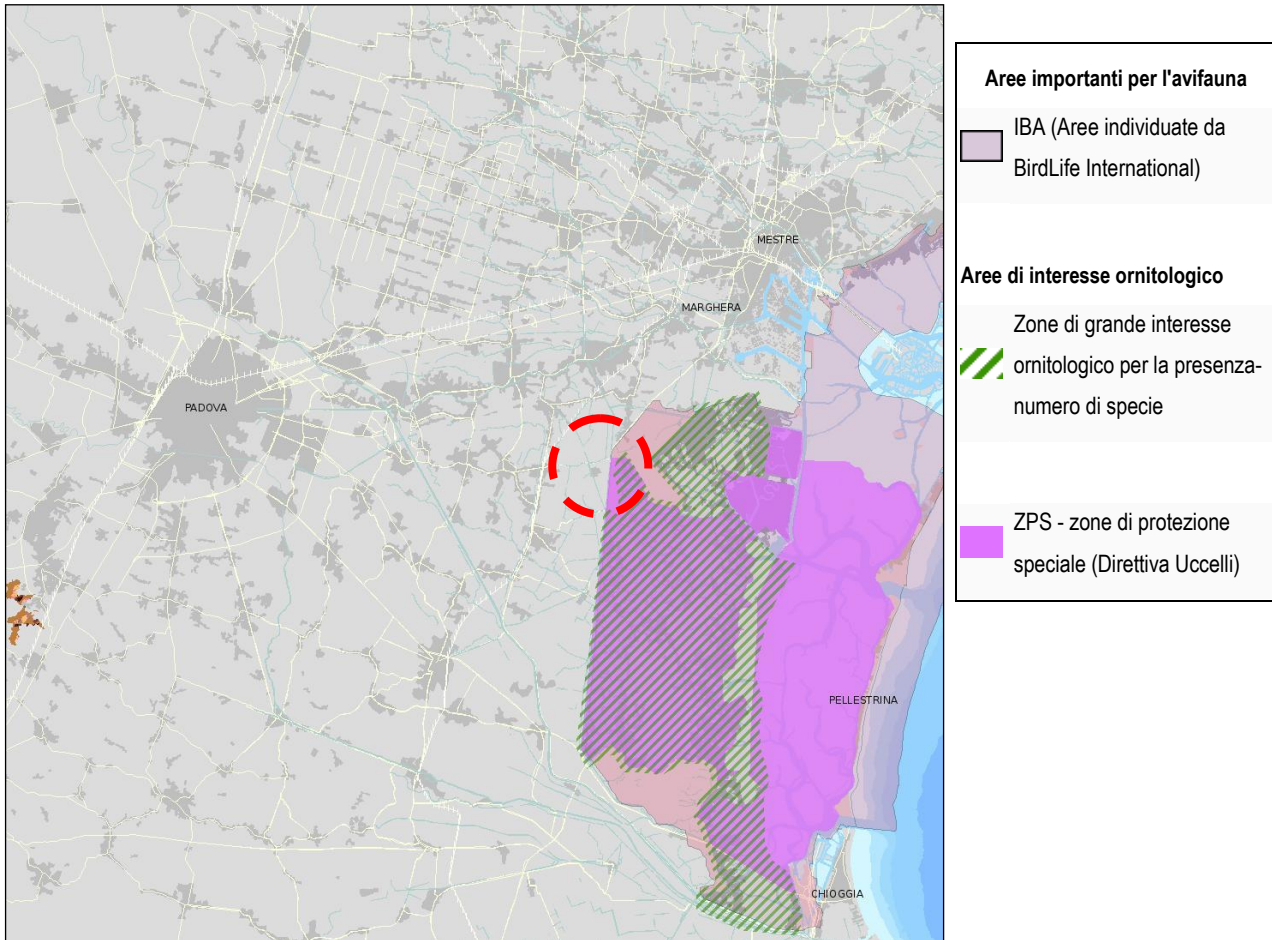 MESTRE
MARGHERA
PADOVA
PELLESTRINA
CHIOGGIA
Aree importanti per l'avifauna
IBA (Aree individuate da
BirdLife International)
Aree di interesse ornitologico
Zone di grande interesse
ornitologico per la presenza-
numero di specie
ZPS - zone di protezione
speciale (Direttiva Uccelli)